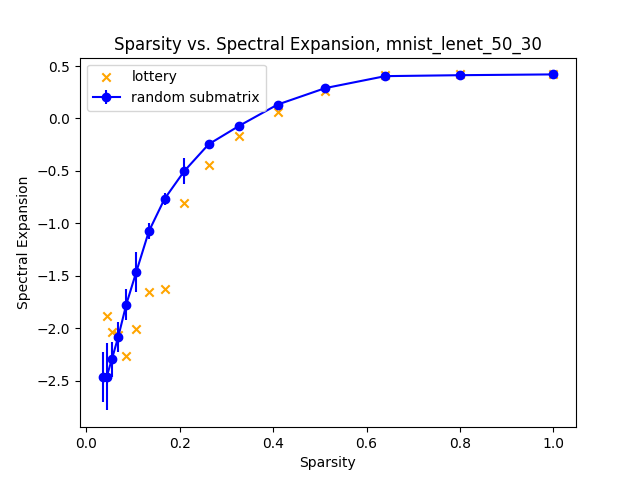 Sparsity vs. Spectral Expansion, mnist_lenet_50_30
lottery
random submatrix
Spectral Expansion
0.5
0.0
−0.5
−1.0
−1.5
−2.0
−2.5
0.0 0.2 0.4 0.6 0.8 1.0
Sparsity